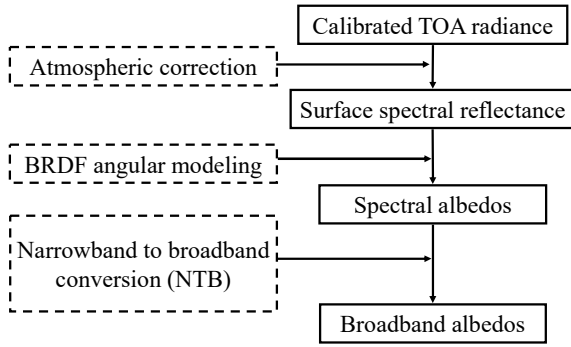 Calibrated TOA radiance
Atmospheric correction
Surface spectral reflectance
BRDF angular modeling
Spectral albedos
Narrowband to broadband
conversion (NTB)
Broadband albedos